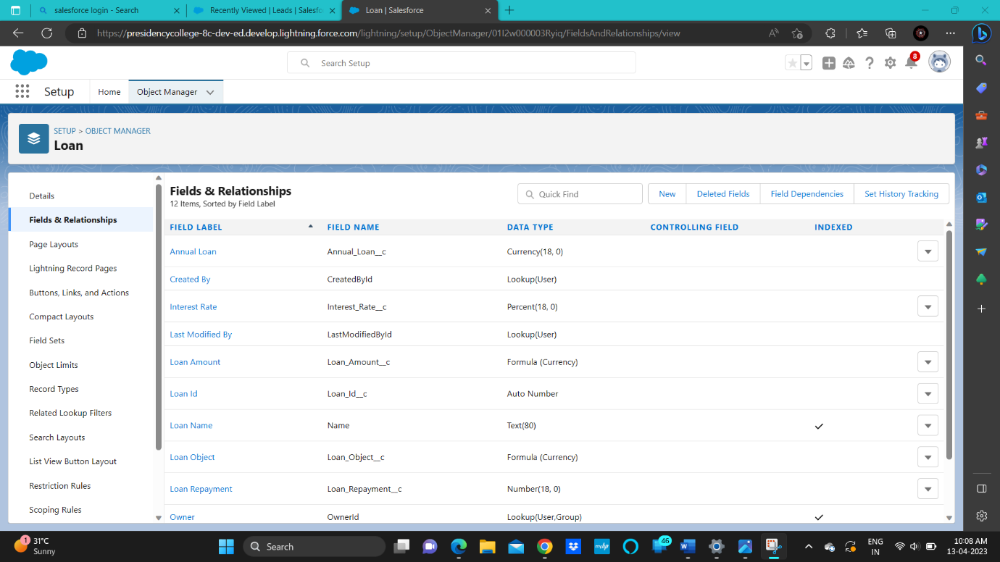 salesforce login - Search
Recently Viewed | Leads | Salesfo
Loan | Salesforce
https://presidencycollege-8c-dev-ed.develop.lightning.force.com/lightning/setup/ObjectManager/01I2w000003Ryiq/FieldsAndRelationships/view
Search Setup
8
Setup
Home
Object Manager
SETUP > OBJECT MANAGER
Loan
Details
Fields & Relationships
Page Layouts
Lightning Record Pages
Buttons, Links, and Actions
Compact Layouts
Field Sets
Object Limits
Record Types
Related Lookup Filters
Search Layouts
List View Button Layout
Restriction Rules
Scoping Rules
Fields & Relationships
12 Items, Sorted by Field Label
Quick Find
New
Deleted Fields
Field Dependencies
Set History Tracking
FIELD LABEL FIELD NAME DATA TYPE CONTROLLING FIELD INDEXED
Annual Loan Annual_Loan__c Currency(18, 0)
Created By CreatedById Lookup(User)
Interest Rate Interest_Rate__c Percent(18, 0)
Last Modified By LastModifiedById Lookup(User)
Loan Amount Loan_Amount__c Formula (Currency)
Loan Id Loan_Id__c Auto Number
Loan Name Name Text(80)
Loan Object Loan_Object__c Formula (Currency)
Loan Repayment Loan_Repayment__c Number(18, 0)
Owner OwnerId Lookup(User,Group)
1
31°C
Sunny
Search
myhp
46
ENG
IN
10:08 AM
13-04-2023